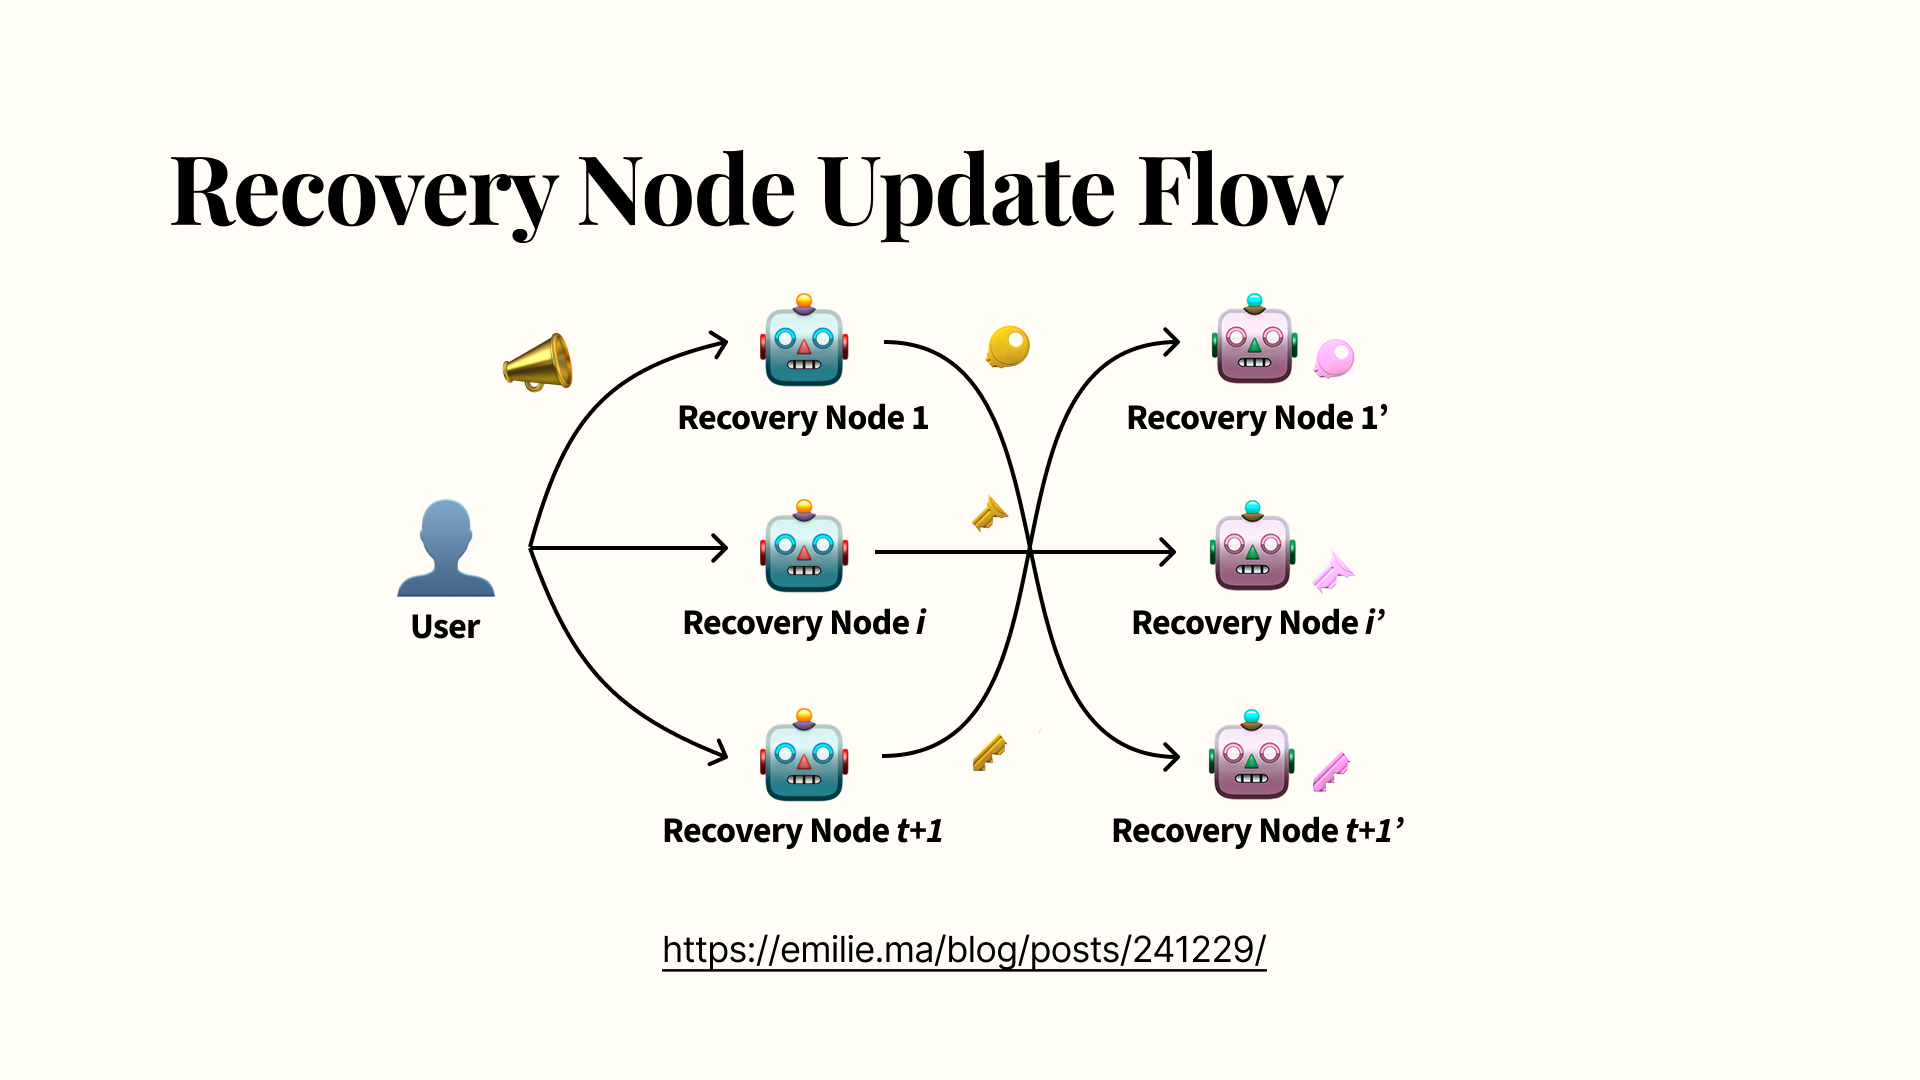 Recovery Node Update Flow
Recovery Node 1
Recovery Node 1’
User
Recovery Node i
Recovery Node i’
Recovery Node t+1
Recovery Node t+1’
https://emilie.ma/blog/posts/241229/